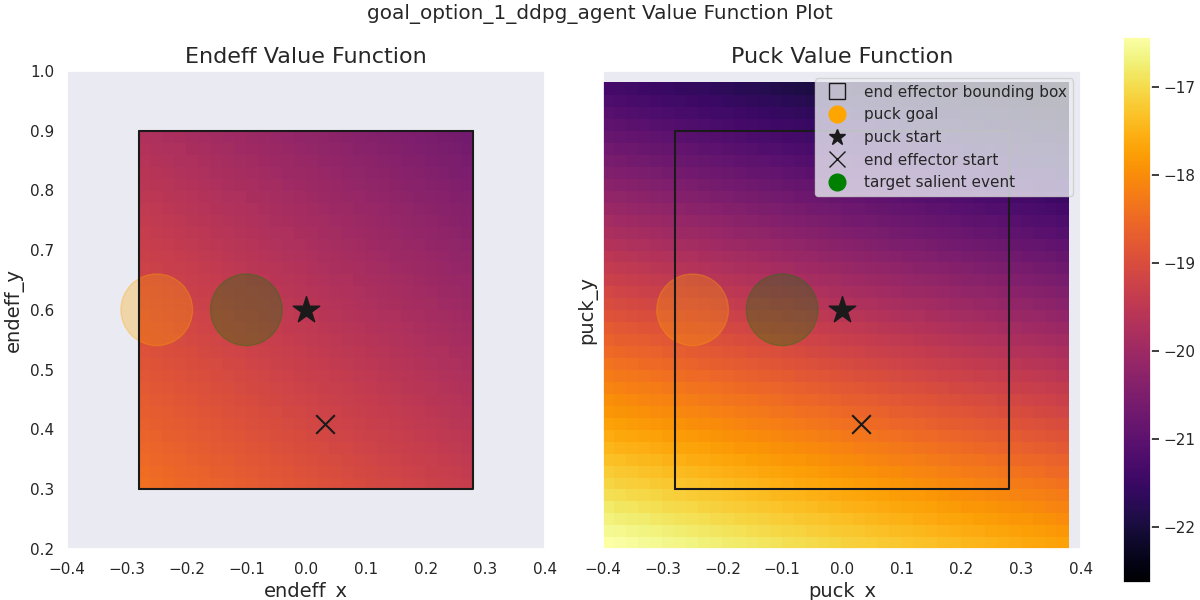 goal_option_1_ddpg_agent Value Function Plot
Endeff Value Function
Puck Value Function
1.0
0.9
0.8
0.7
0.6
0.5
0.4
0.3
0.2
endeff_y
−0.4 −0.3 −0.2 −0.1 0.0 0.1 0.2 0.3 0.4
endeff_x
puck_y
end effector bounding box
puck goal
puck start
end effector start
target salient event
−0.4 −0.3 −0.2 −0.1 0.0 0.1 0.2 0.3 0.4
puck_x
−17
−18
−19
−20
−21
−22